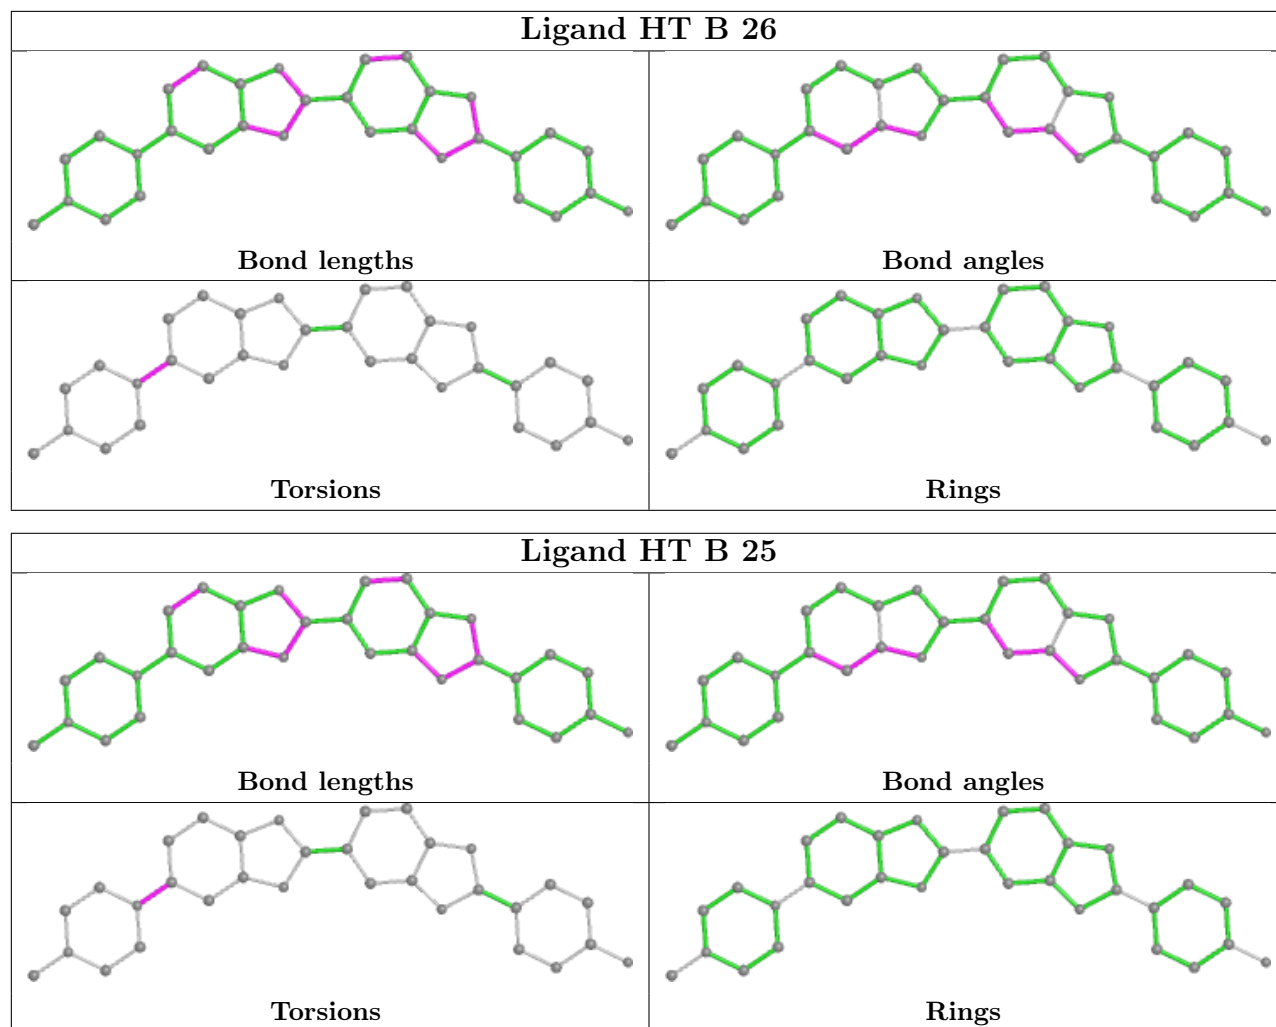 Ligand HT B 26
Bond lengths
Bond angles
Torsions
Rings
Ligand HT B 25
Bond lengths
Bond angles
Torsions
Rings